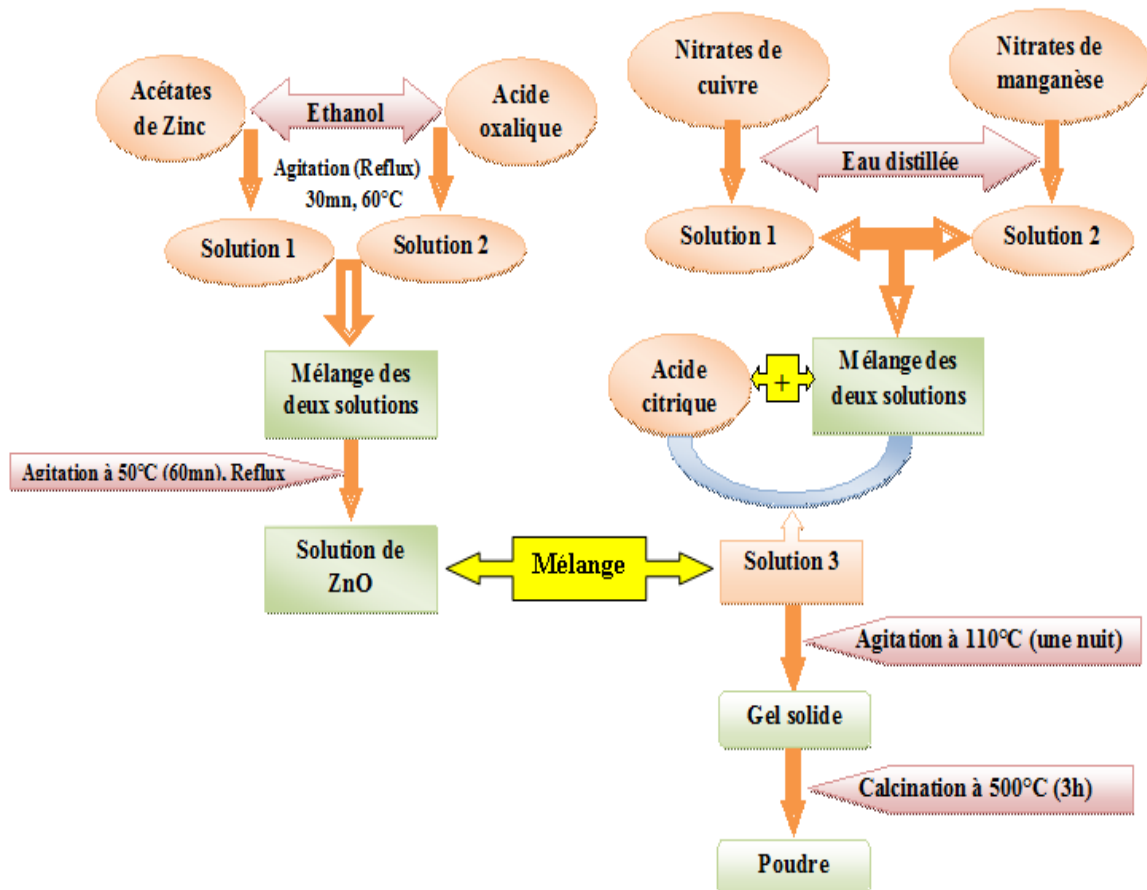 Acétates
de Zinc
Ethanol
Acide
oxalique
Agitation (Reflux)
30mn, 60°C
Solution 1
Solution 2
Mélange des
deux solutions
Agitation à 50°C (60mn). Reflux
Solution de
ZnO
Mélange
Nitrates de
cuivre
Nitrates de
manganèse
Eau distillée
Solution 1
Solution 2
Acide
citrique
+
Mélange des
deux solutions
Solution 3
Agitation à 110°C (une nuit)
Gel solide
Calcination à 500°C (3h)
Poudre